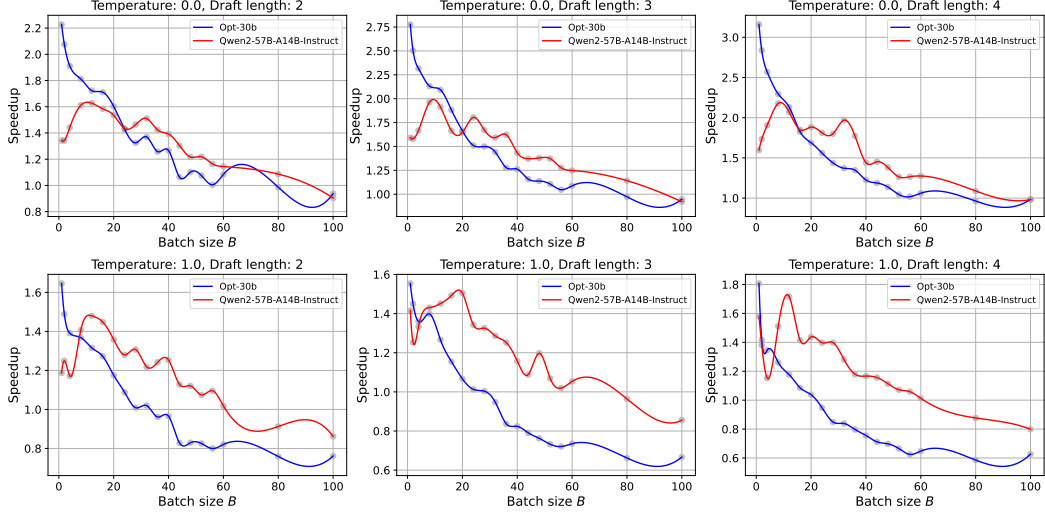 Temperature: 0.0, Draft length: 2
Speedup
2.2
2.0
1.8
1.6
1.4
1.2
1.0
0.8
Opt-30b
Qwen2-57B-A14B-Instruct
0 20 40 60 80 100
Batch size B
Temperature: 0.0, Draft length: 3
Speedup
2.75
2.50
2.25
2.00
1.75
1.50
1.25
1.00
Opt-30b
Qwen2-57B-A14B-Instruct
0 20 40 60 80 100
Batch size B
Temperature: 0.0, Draft length: 4
Speedup
3.0
2.5
2.0
1.5
1.0
Opt-30b
Qwen2-57B-A14B-Instruct
0 20 40 60 80 100
Batch size B
Temperature: 1.0, Draft length: 2
Speedup
1.6
1.4
1.2
1.0
0.8
Opt-30b
Qwen2-57B-A14B-Instruct
0 20 40 60 80 100
Batch size B
Temperature: 1.0, Draft length: 3
Speedup
1.6
1.4
1.2
1.0
0.8
0.6
Opt-30b
Qwen2-57B-A14B-Instruct
0 20 40 60 80 100
Batch size B
Temperature: 1.0, Draft length: 4
Speedup
1.8
1.6
1.4
1.2
1.0
0.8
0.6
Opt-30b
Qwen2-57B-A14B-Instruct
0 20 40 60 80 100
Batch size B